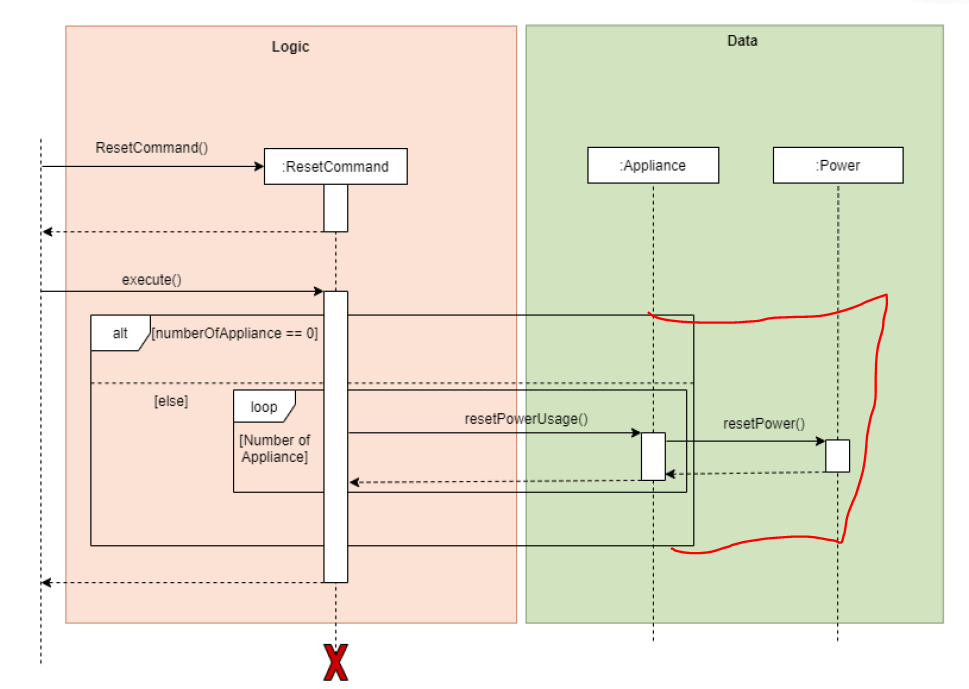 Logic
Data
ResetCommand()
:ResetCommand
:Appliance
:Power
execute()
alt
[numberOfAppliance == 0]
[else]
loop
[Number of
Appliance]
resetPowerUsage()
resetPower()
X